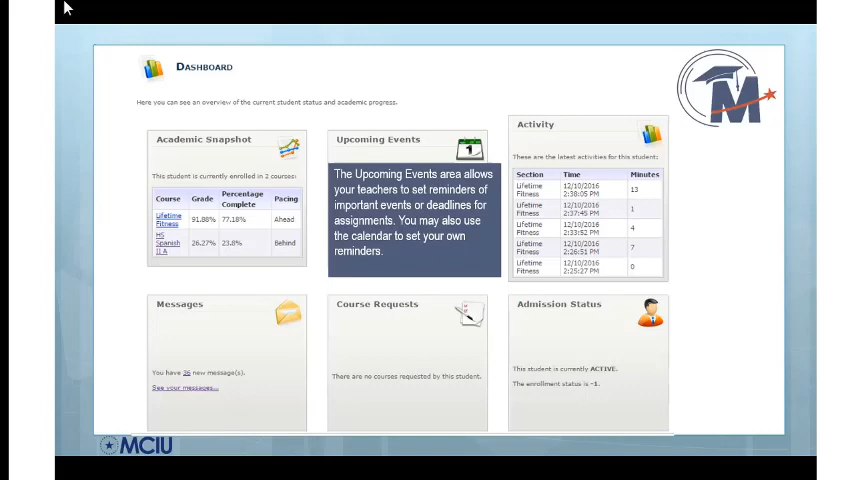 DASHBOARD
Here you can see an overview of the current student status and academic progress.
Academic Snapshot
This student is currently enrolled in 2 courses:
Course Grade Percentage Complete Pacing
Lifetime Fitness 91.88% 77.18% Ahead
HS Spanish II A 26.27% 23.8% Behind
Upcoming Events
1
The Upcoming Events area allows
your teachers to set reminders of
important events or deadlines for
assignments. You may also use
the calendar to set your own
reminders.
Activity
These are the latest activities for this student:
Section Time Minutes
Lifetime Fitness 12/10/2016 2:38:05 PM 13
Lifetime Fitness 12/10/2016 2:37:45 PM 1
Lifetime Fitness 12/10/2016 2:33:52 PM 4
Lifetime Fitness 12/10/2016 2:26:51 PM 7
Lifetime Fitness 12/10/2016 2:25:27 PM 0
Messages
You have 36 new message(s).
See your messages...
Course Requests
There are no courses requested by this student.
Admission Status
This student is currently ACTIVE.
The enrollment status is -1.
M
MCIU